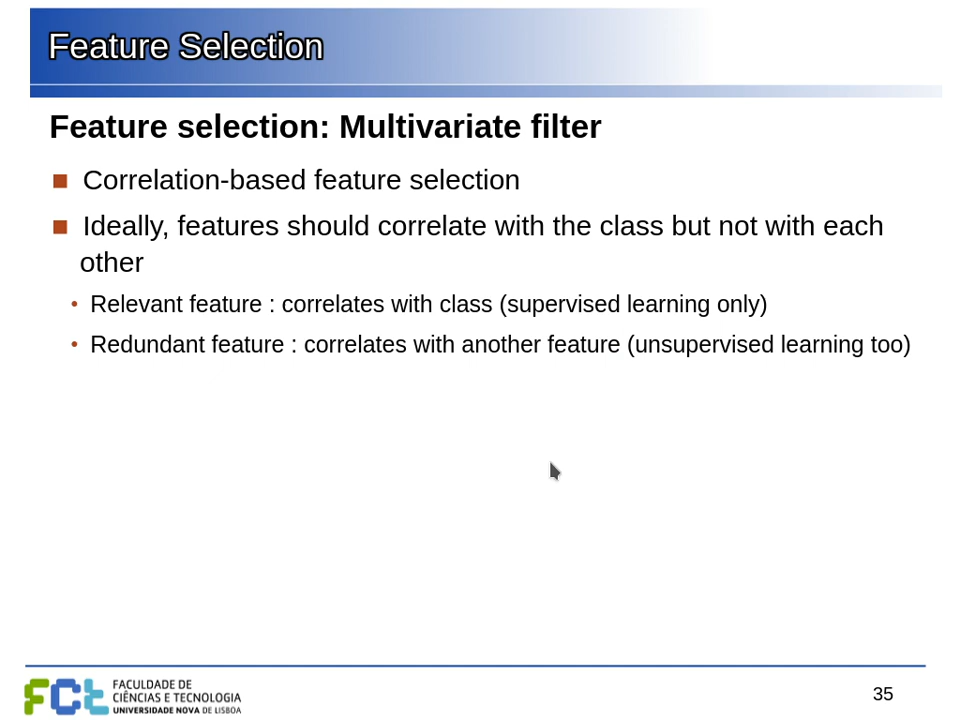 Feature Selection
Feature selection: Multivariate filter
Correlation-based feature selection
Ideally, features should correlate with the class but not with each
other
Relevant feature : correlates with class (supervised learning only)
Redundant feature : correlates with another feature (unsupervised learning too)
FCt
FACULDADE DE
CIÊNCIAS E TECNOLOGIA
UNIVERSIDADE NOVA DE LISBOA
35